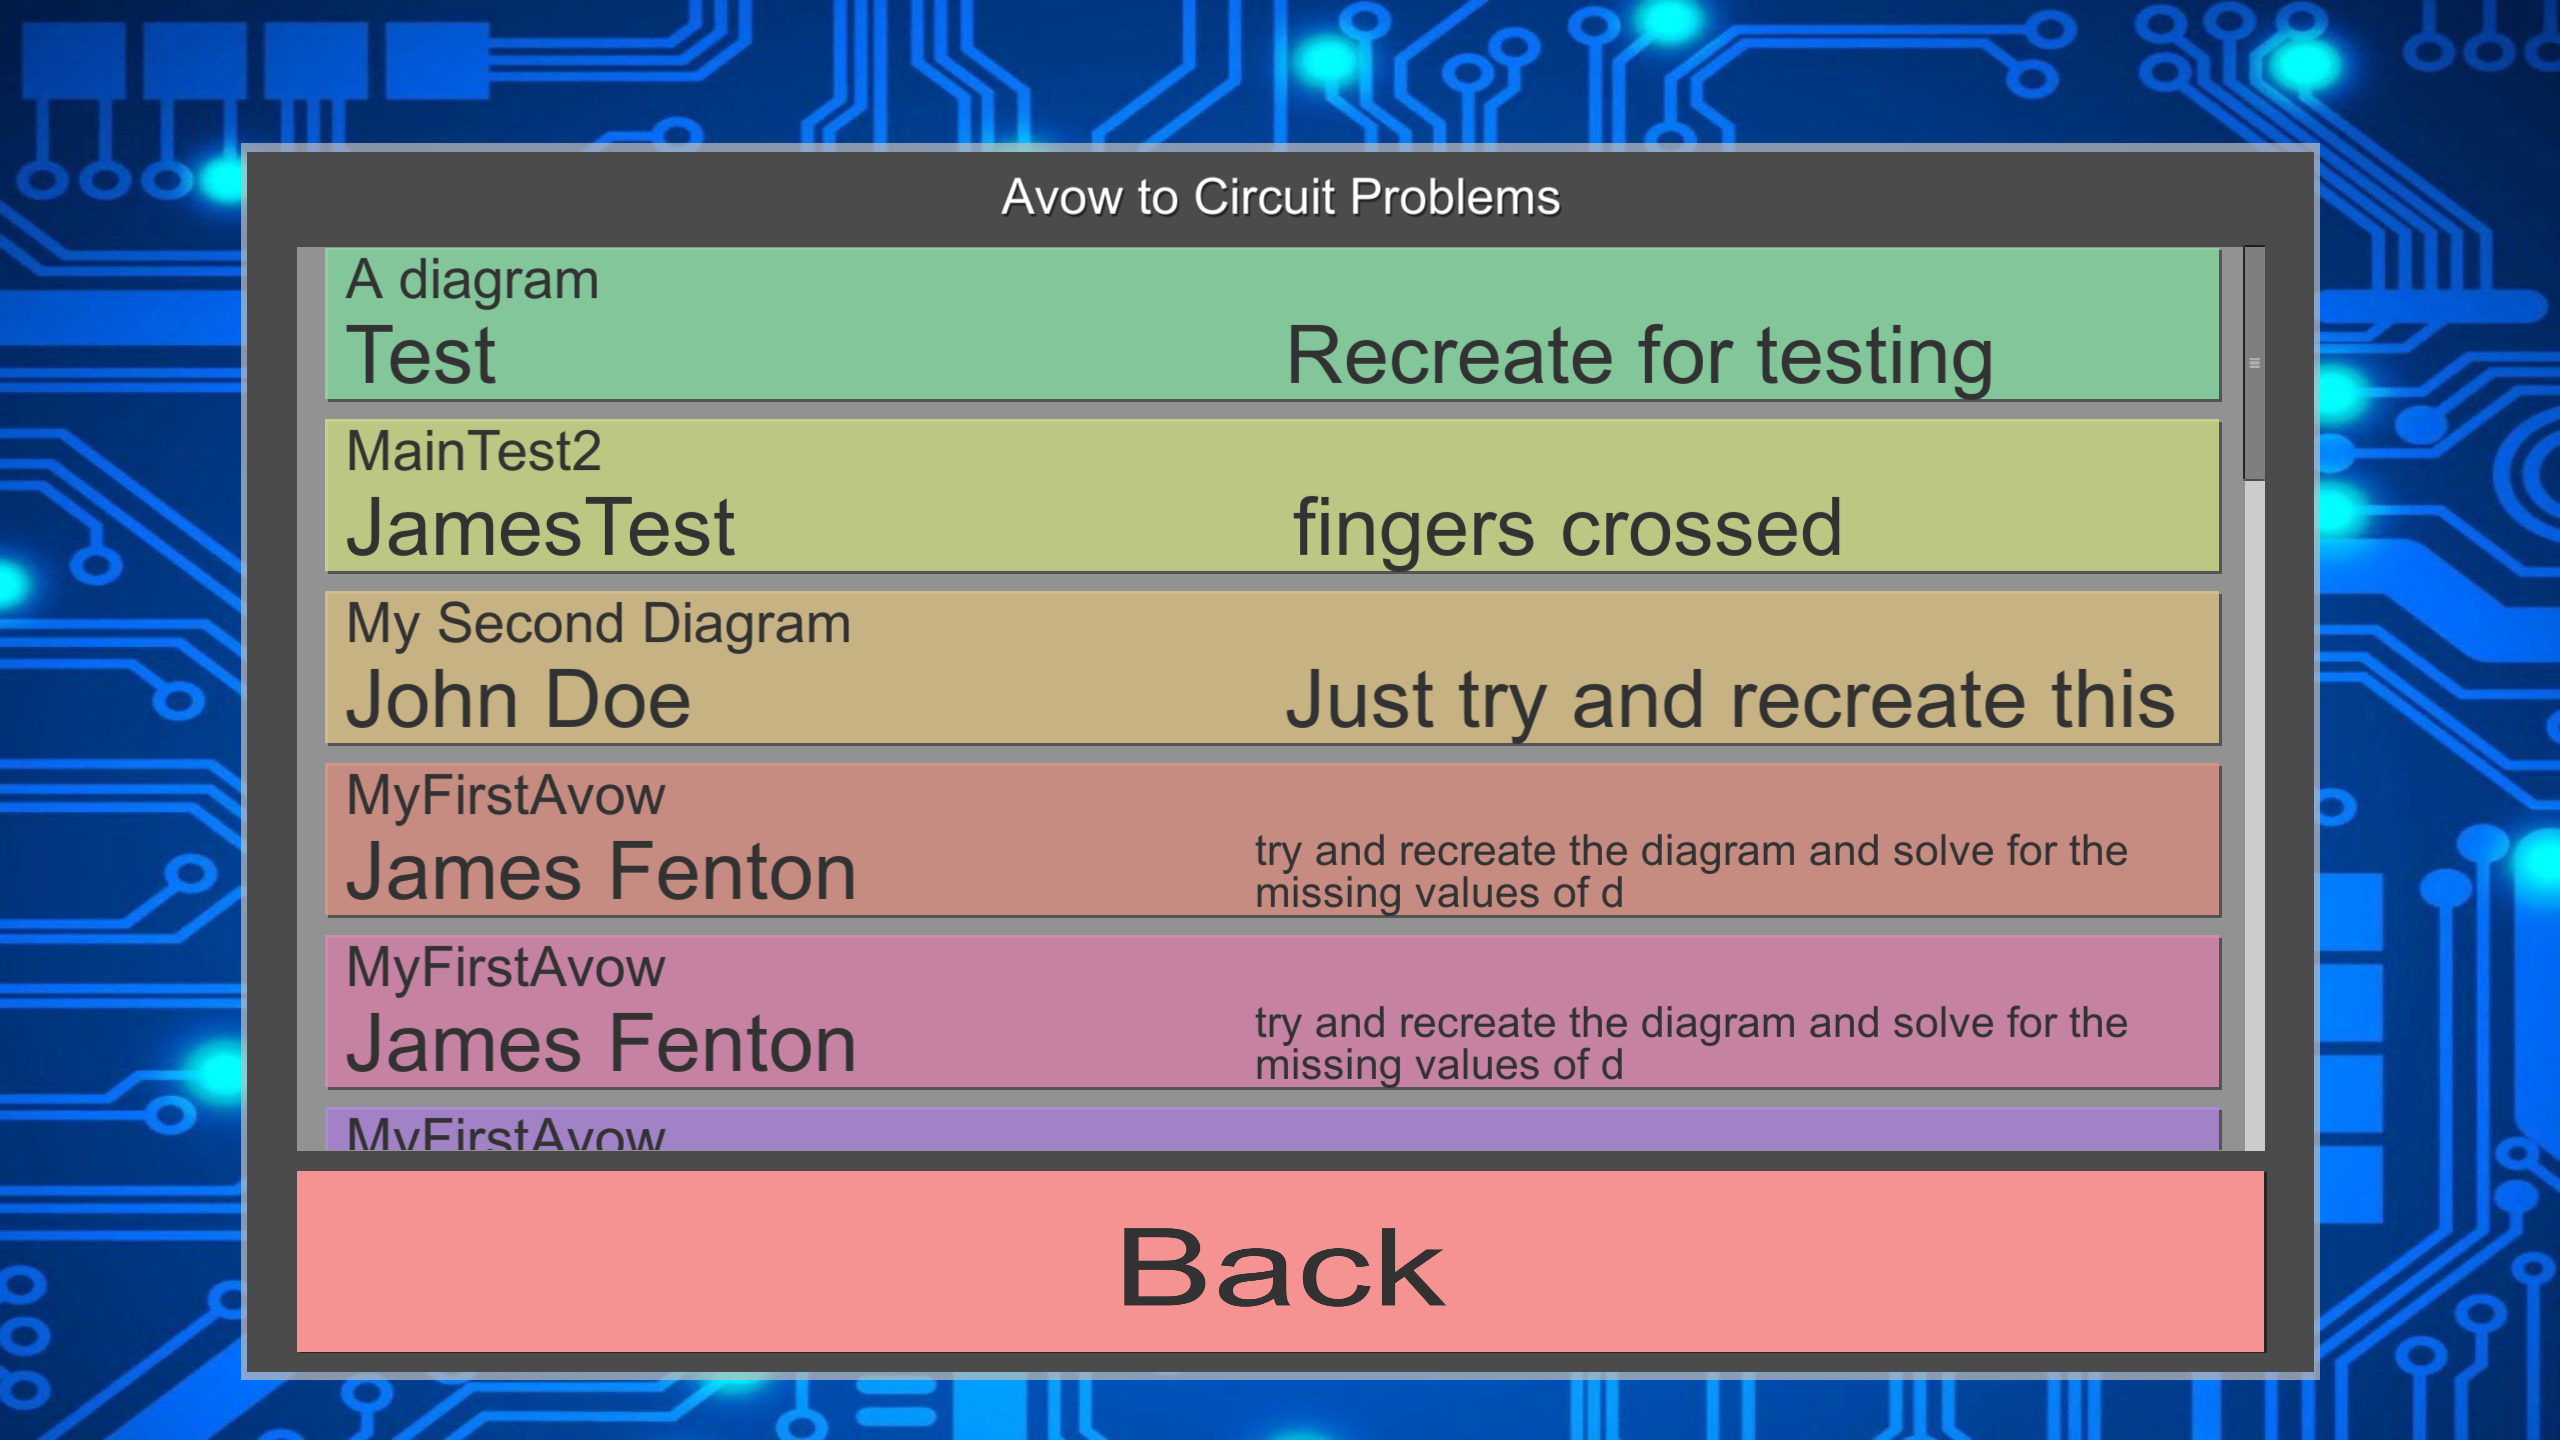 Avow to Circuit Problems
A diagram
Test
Recreate for testing
MainTest2
JamesTest
fingers crossed
My Second Diagram
John Doe
Just try and recreate this
MyFirstAvow
James Fenton
try and recreate the diagram and solve for the
missing values of d
MyFirstAvow
James Fenton
try and recreate the diagram and solve for the
missing values of d
MyFirstAvow
Back